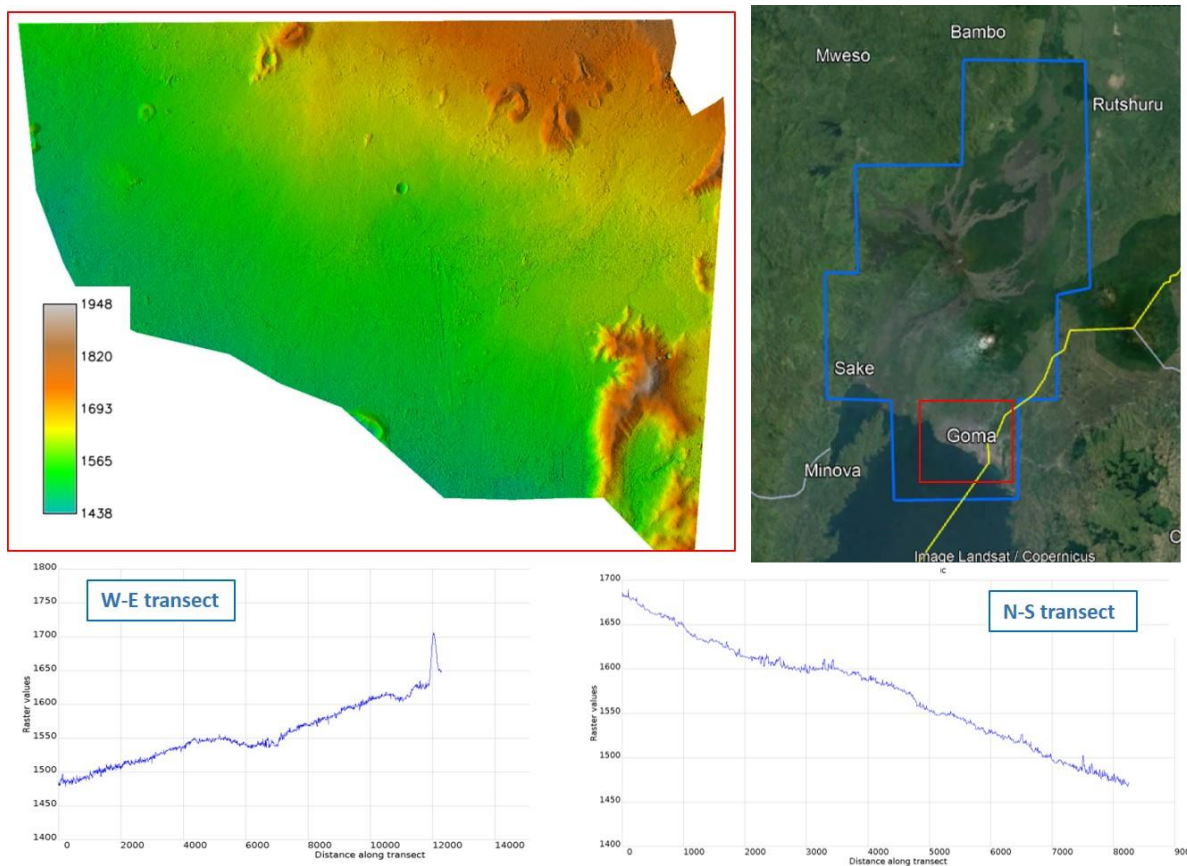 1948
1820
1693
1565
1438
Bambo
Mweso
Rutshuru
Sake
Goma
Minova
Image Landsat / Copernicus
W-E transect
1800
1750
1700
1650
1600
1550
1500
1450
1400
Raster values
0 2000 4000 6000 8000 10000 12000 14000
Distance along transect
N-S transect
1700
1650
1600
1550
1500
1450
1400
Raster values
0 1000 2000 3000 4000 5000 6000 7000 8000 900
Distance along transect